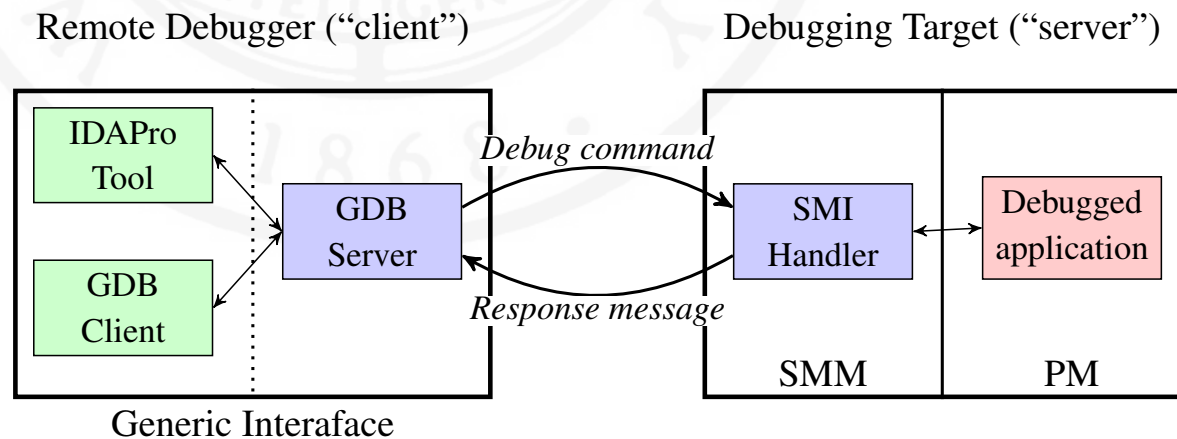 Remote Debugger (“client”)
Debugging Target (“server”)
IDAPro
Tool
GDB
Client
GDB
Server
Debug command
Response message
SMI
Handler
Debugged
application
SMM
PM
Generic Interaface
1868